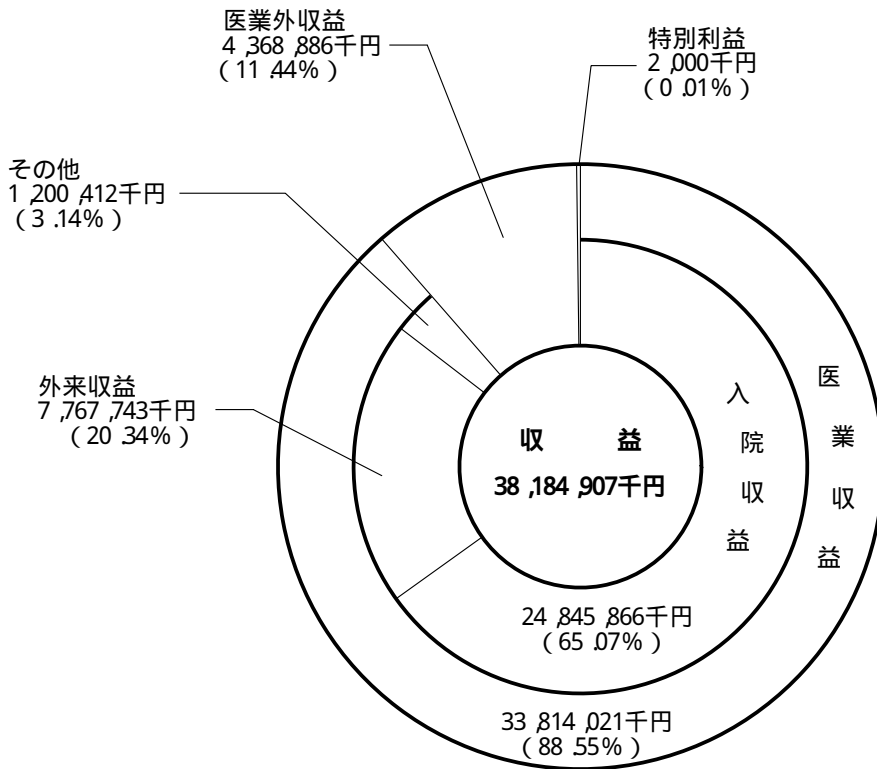 医業外収益
4,368,886千円
(11.44%)
特別利益
2,000千円
(0.01%)
その他
1,200,412千円
(3.14%)
外来収益
7,767,743千円
(20.34%)
収益
38,184,907千円
入院収益
24,845,866千円
(65.07%)
医業収益
33,814,021千円
(88.55%)